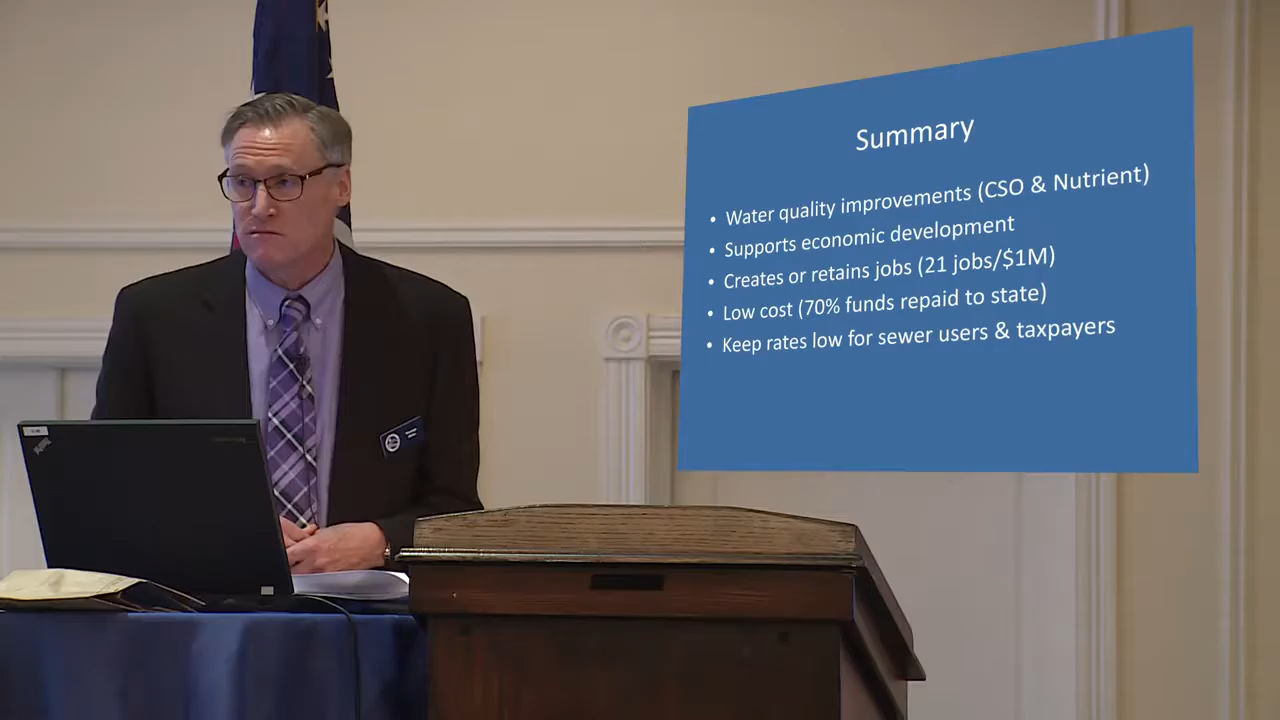 Summary
• Water quality improvements (CSO & Nutrient)
• Supports economic development
• Creates or retains jobs (21 jobs/$1M)
• Low cost (70% funds repaid to state)
• Keep rates low for sewer users & taxpayers